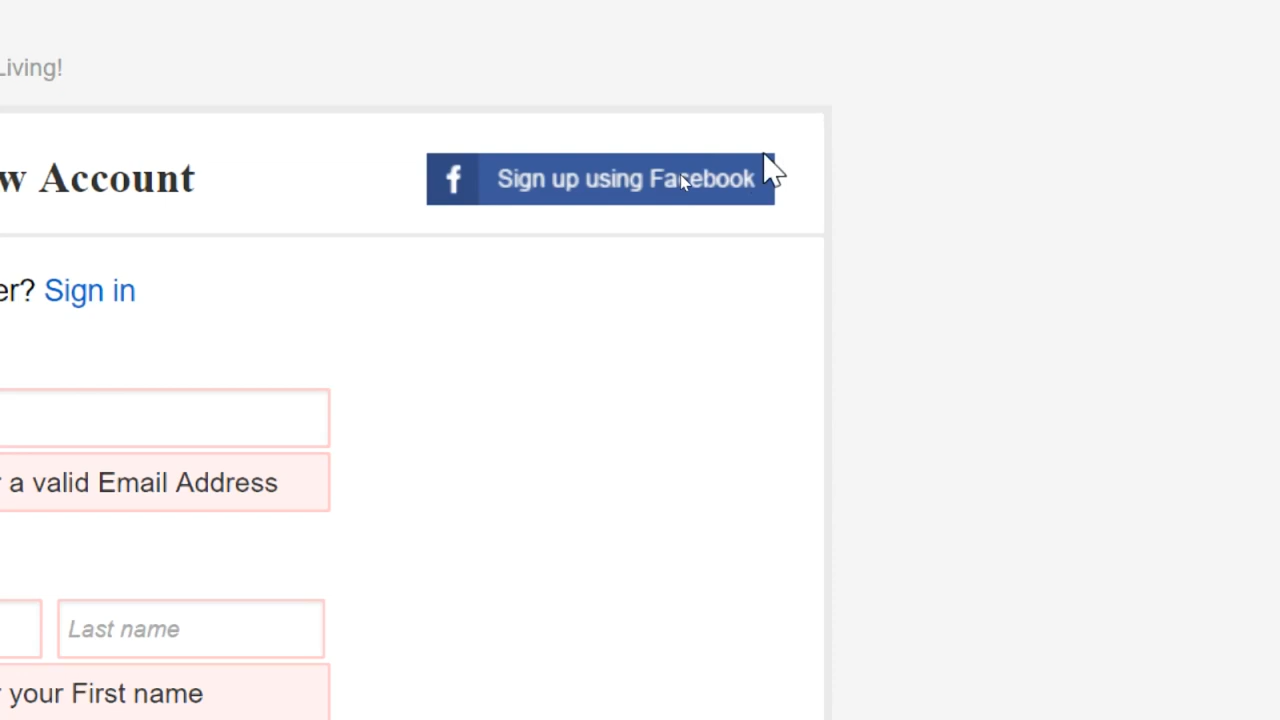 Living!
w Account
Sign up using Facebook
er? Sign in
a valid Email Address
Last name
your First name